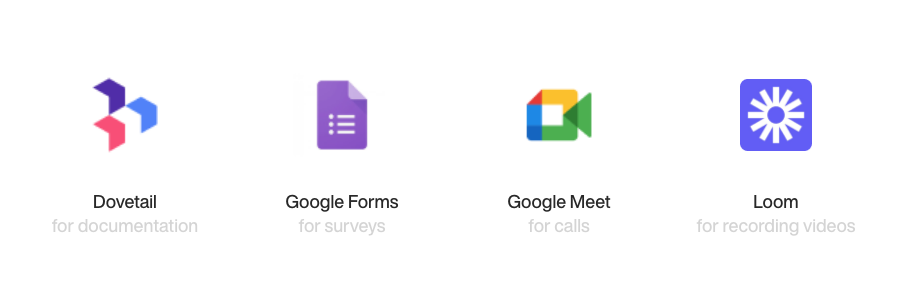 Dovetail
for documentation
Google Forms
for surveys
Google Meet
for calls
Loom
for recording videos